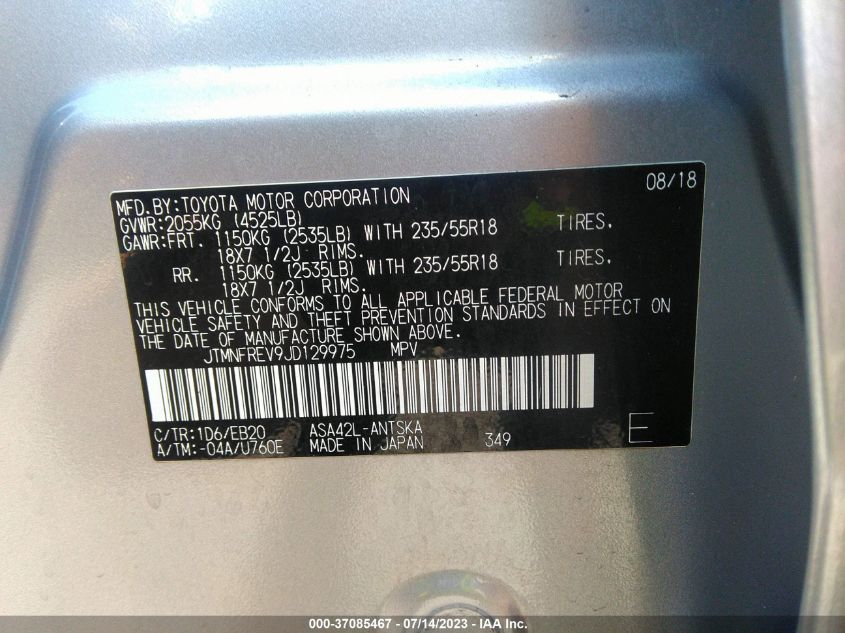 08/18
MFD.BY:TOYOTA MOTOR CORPORATION
GVWR:2055KG (4525LB)
GAWR:FRT. 1150KG (2535LB) WITH 235/55R18 TIRES.
18X7 1/2J RIMS.
RR. 1150KG (2535LB) WITH 235/55R18 TIRES.
18X7 1/2J RIMS.
THIS VEHICLE CONFORMS TO ALL APPLICABLE FEDERAL MOTOR
VEHICLE SAFETY AND THEFT PREVENTION STANDARDS IN EFFECT ON
THE DATE OF MANUFACTURE SHOWN ABOVE.
JTMNFREV9JD129975 MPV
C/TR:1D6/EB20 ASA42L-ANTSKA
A/TM:-04A/U760E MADE IN JAPAN 349 E
000-37085467 - 07/14/2023 - IAA Inc.